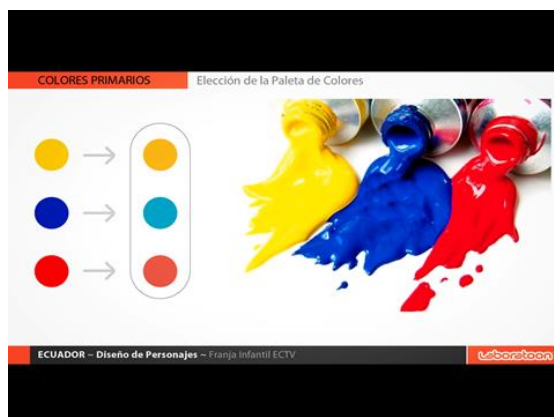 COLORES PRIMARIOS
Elección de la Paleta de Colores
ECUADOR ~ Diseño de Personajes ~ Franja Infantil ECTV
Laboratoon